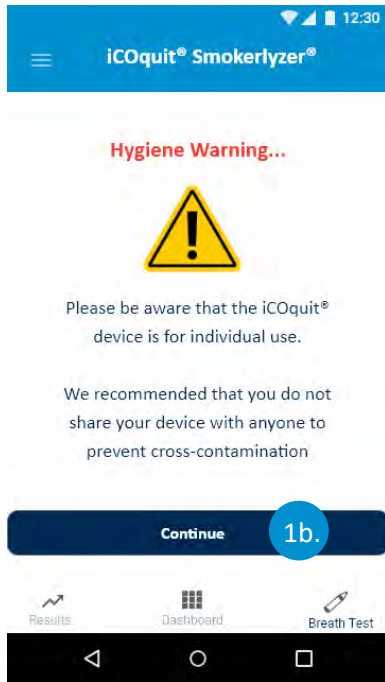 12:30
iCOquit® Smokerlyzer®
Hygiene Warning...
Please be aware that the iCOquit®
device is for individual use.
We recommended that you do not
share your device with anyone to
prevent cross-contamination
Continue
1b.
Results
Dashboard
Breath Test